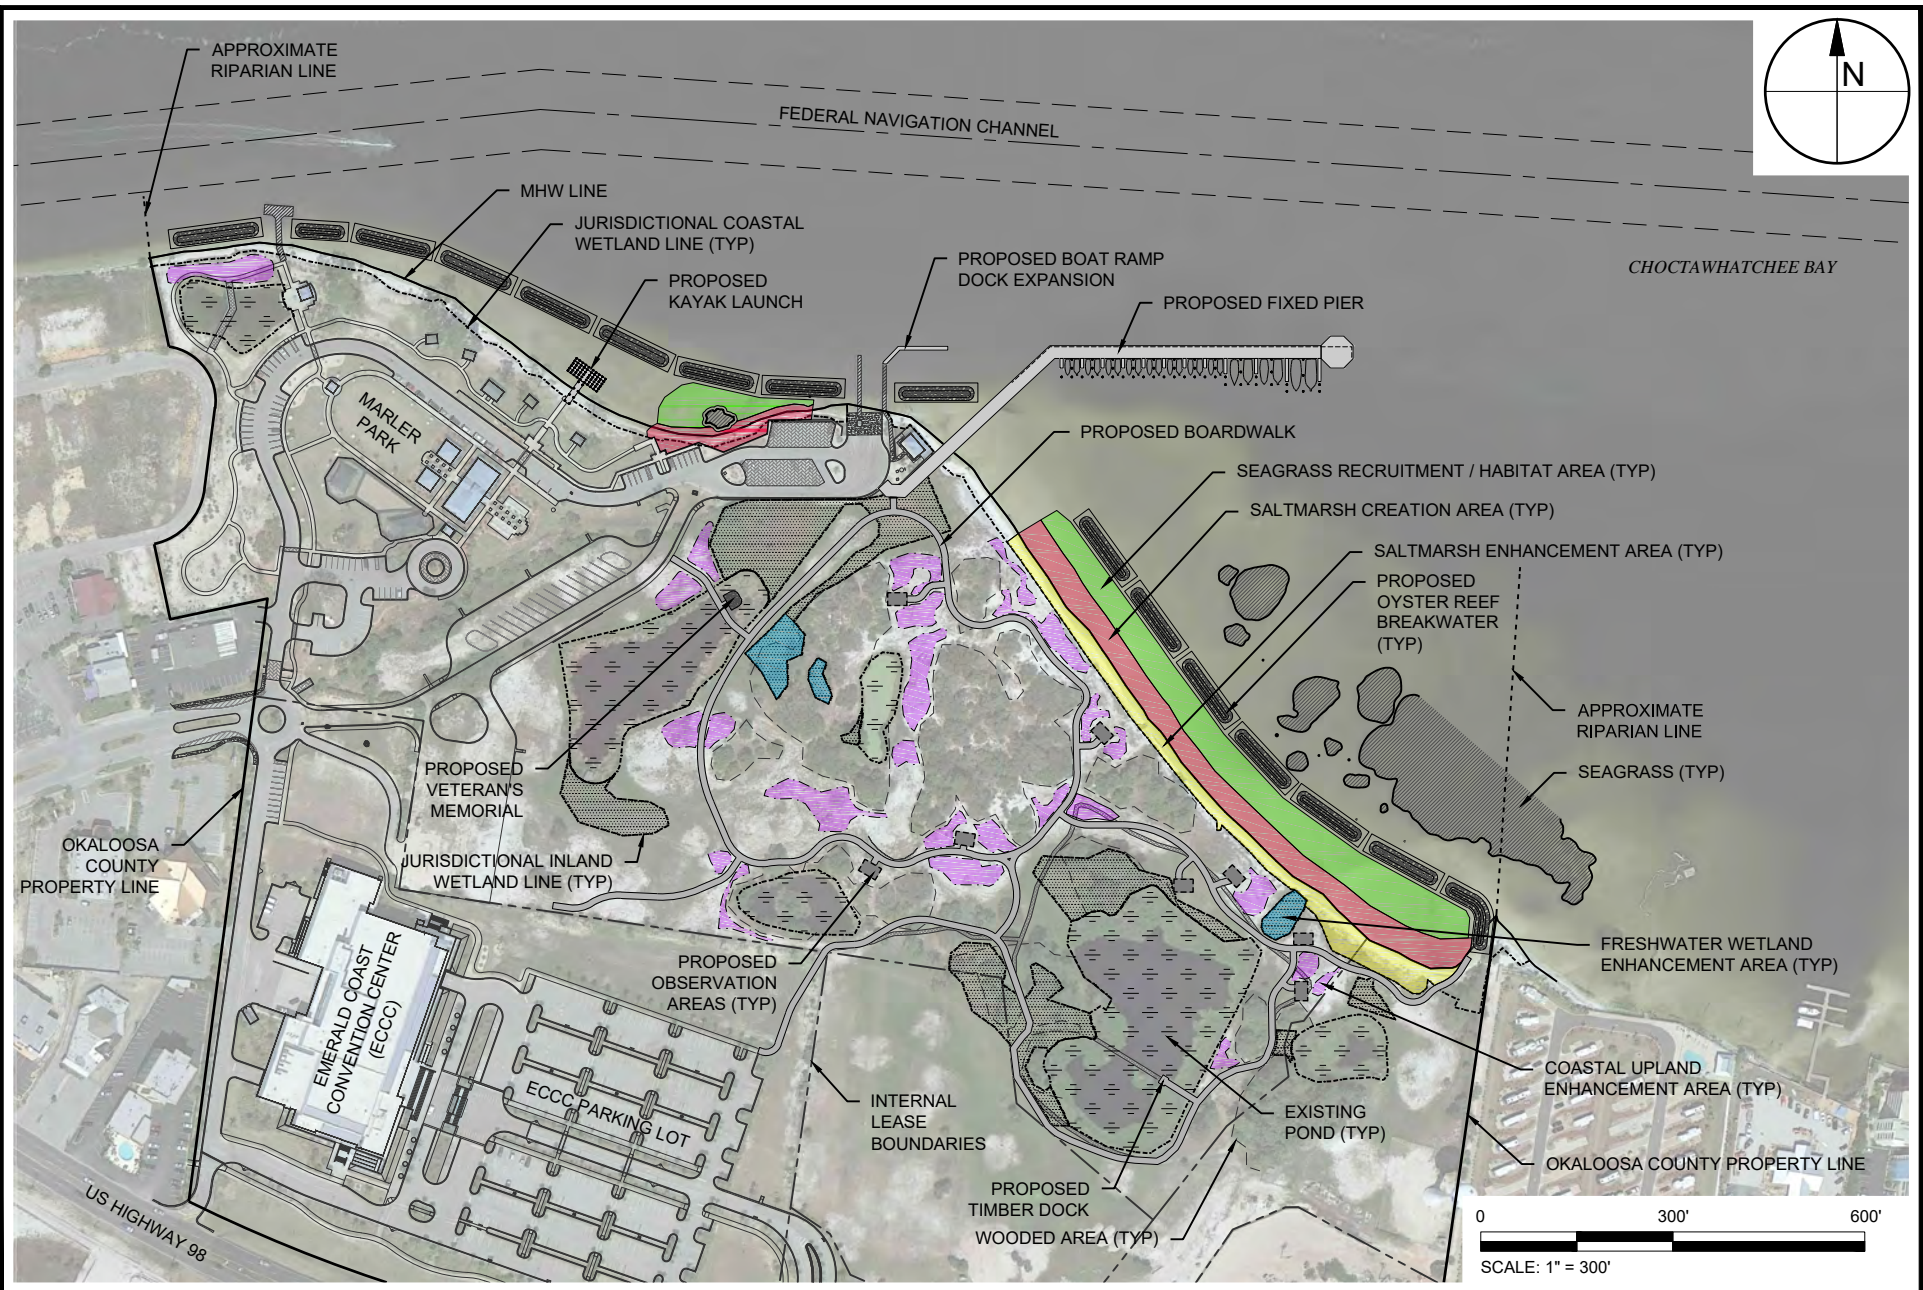 APPROXIMATE
RIPARIAN LINE
N
FEDERAL NAVIGATION CHANNEL
MHW LINE
JURISDICTIONAL COASTAL
WETLAND LINE (TYP)
PROPOSED
KAYAK LAUNCH
PROPOSED BOAT RAMP
DOCK EXPANSION
PROPOSED FIXED PIER
CHOCTAWHATCHEE BAY
MARLER
PARK
PROPOSED BOARDWALK
SEAGRASS RECRUITMENT / HABITAT AREA (TYP)
SALTMARSH CREATION AREA (TYP)
SALTMARSH ENHANCEMENT AREA (TYP)
PROPOSED
OYSTER REEF
BREAKWATER
(TYP)
APPROXIMATE
RIPARIAN LINE
SEAGRASS (TYP)
PROPOSED
VETERAN'S
MEMORIAL
OKALOOSA
COUNTY
PROPERTY LINE
JURISDICTIONAL INLAND
WETLAND LINE (TYP)
PROPOSED
OBSERVATION
AREAS (TYP)
EMERALD COAST
CONVENTION CENTER
(ECCC)
ECCC PARKING LOT
FRESHWATER WETLAND
ENHANCEMENT AREA (TYP)
COASTAL UPLAND
ENHANCEMENT AREA (TYP)
INTERNAL
LEASE
BOUNDARIES
EXISTING
POND (TYP)
OKALOOSA COUNTY PROPERTY LINE
PROPOSED
TIMBER DOCK
WOODED AREA (TYP)
US HIGHWAY 98
0 300' 600'
SCALE: 1" = 300'